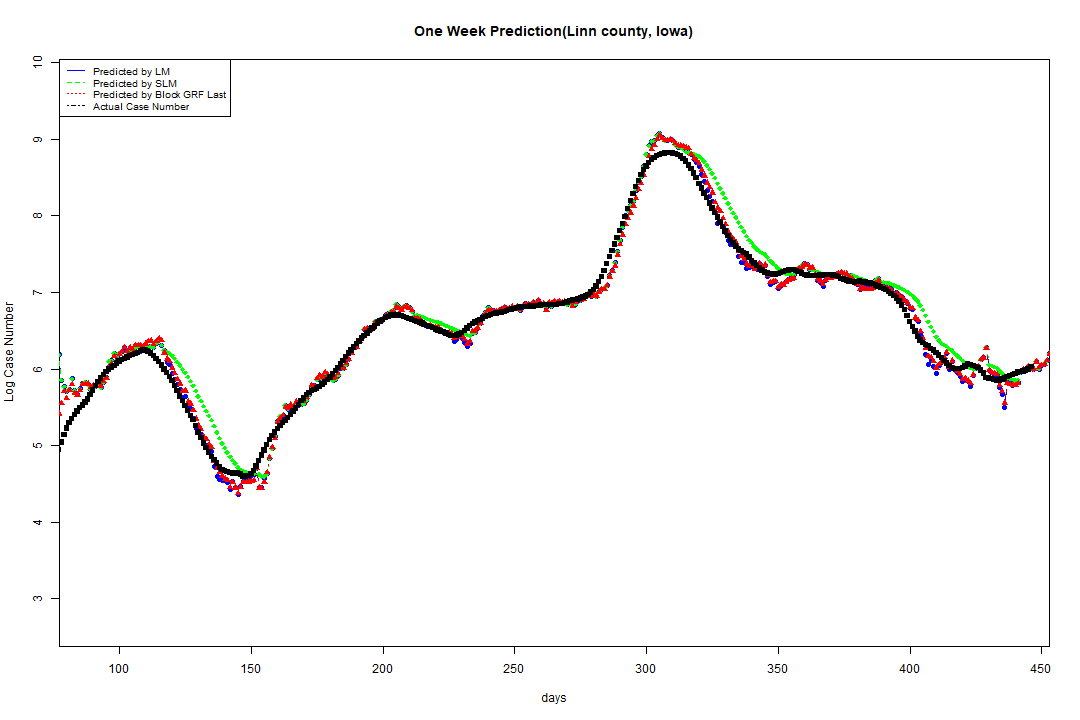 One Week Prediction(Linn county, Iowa)
Predicted by LM
Predicted by SLM
Predicted by Block GRF Last
Actual Case Number
Log Case Number
10
9
8
7
6
5
4
3
100 150 200 250 300 350 400 450
days